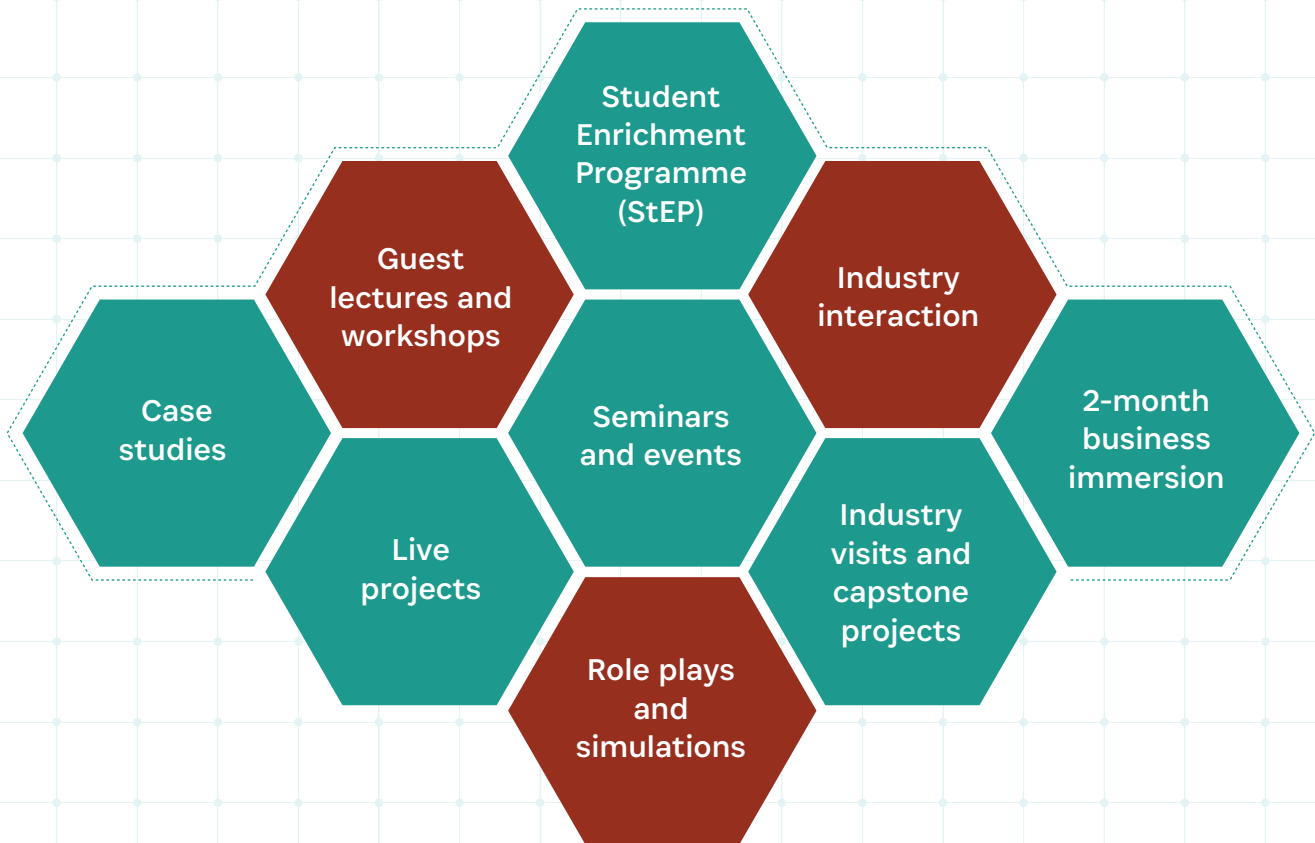 Student
Enrichment
Programme
(StEP)
Guest
lectures and
workshops
Industry
interaction
Case
studies
Seminars
and events
2-month
business
immersion
Live
projects
Industry
visits and
capstone
projects
Role plays
and
simulations